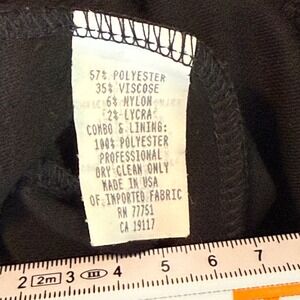 57% POLYESTER
35% VISCOSE
6% NYLON
2% LYCRA
COMBO & LINING:
100% POLYESTER
PROFESSIONAL
DRY CLEAN ONLY
MADE IN USA
OF IMPORTED FABRIC
RN 77751
CA 19117
2 2m 3 III 4 5 6 7